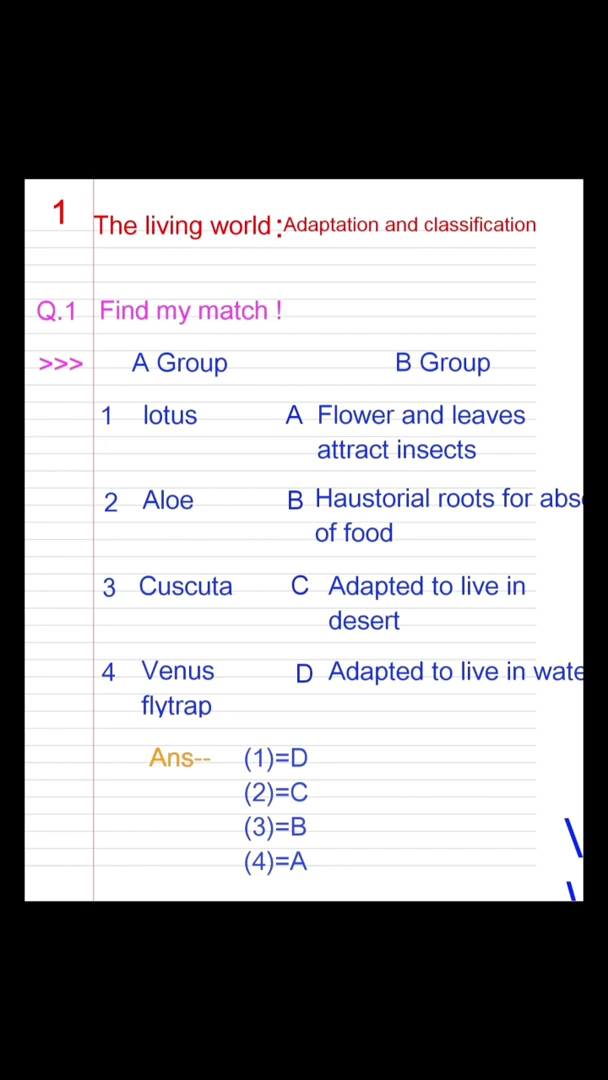 1 The living world:Adaptation and classification
Q.1 Find my match !
>>> A Group B Group
1 lotus A Flower and leaves
attract insects
2 Aloe B Haustorial roots for
of food
3 Cuscuta C Adapted to live in
desert
4 Venus D Adapted to live in
flytrap
Ans-- (1)=D
(2)=C
(3)=B
(4)=A